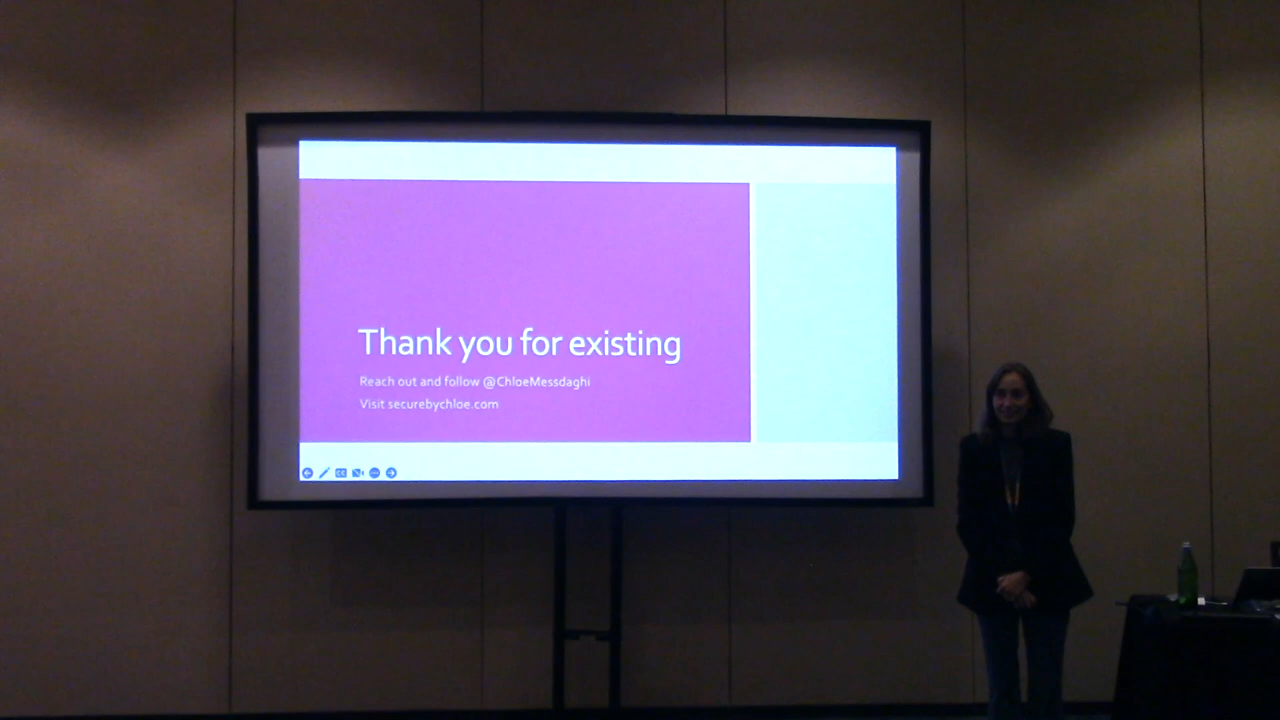 Thank you for existing
Reach out and follow @ChloeMessdaghi
Visit securebychloe.com